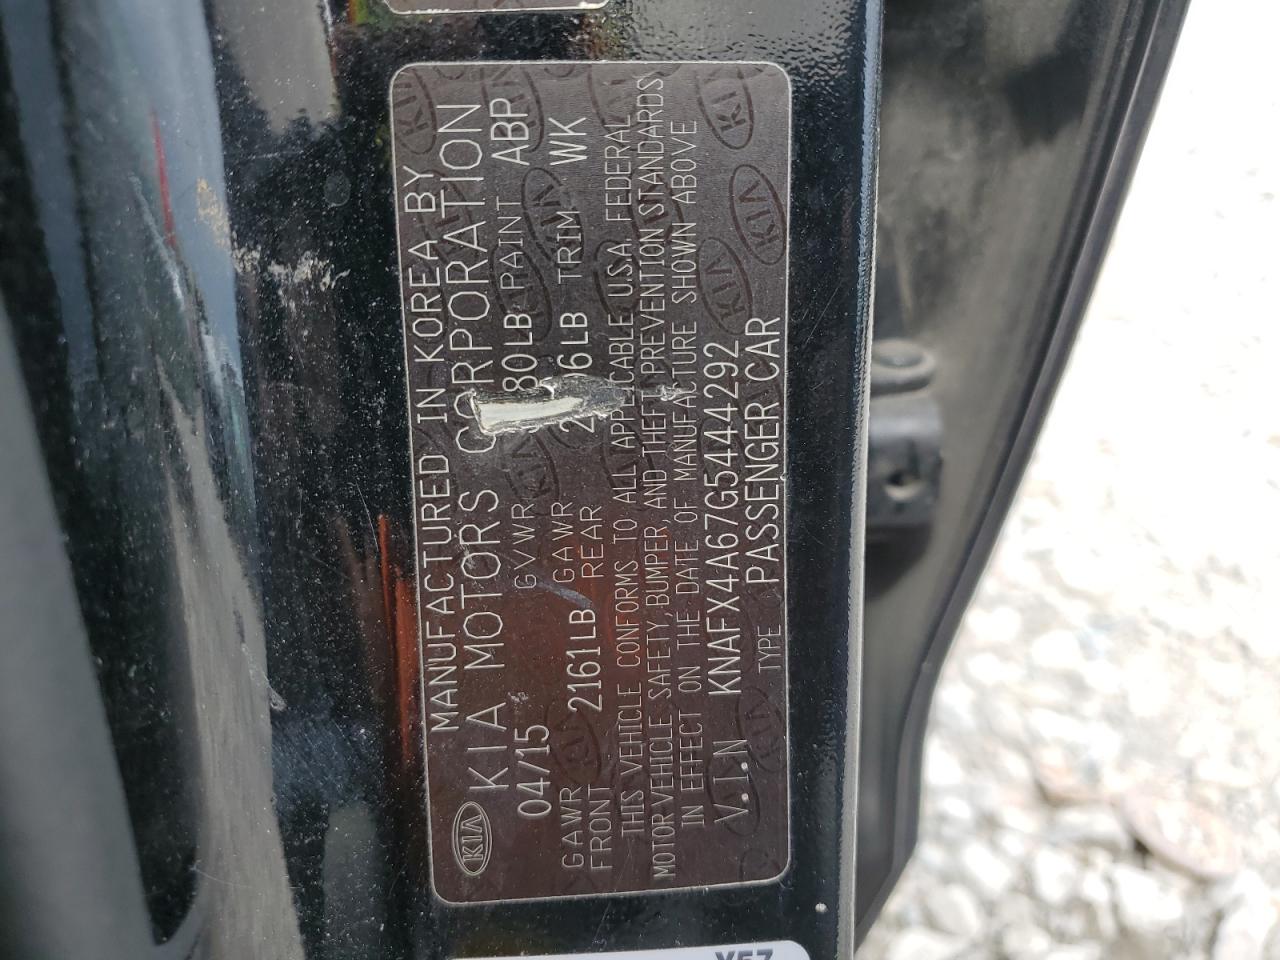 MANUFACTURED IN KOREA BY
KIA KIA MOTORS CORPORATION
04/15 GVWR 80LB PAINT ABP
GAWR FRONT 2161LB GAWR REAR 6LB TRIM WK
THIS VEHICLE CONFORMS TO ALL APPLICABLE U.S.A. FEDERAL
MOTOR VEHICLE SAFETY, BUMPER, AND THEFT PREVENTION STANDARDS
IN EFFECT ON THE DATE OF MANUFACTURE SHOWN ABOVE
V.I.N KNAFX4A67G5444292
TYPE PASSENGER CAR